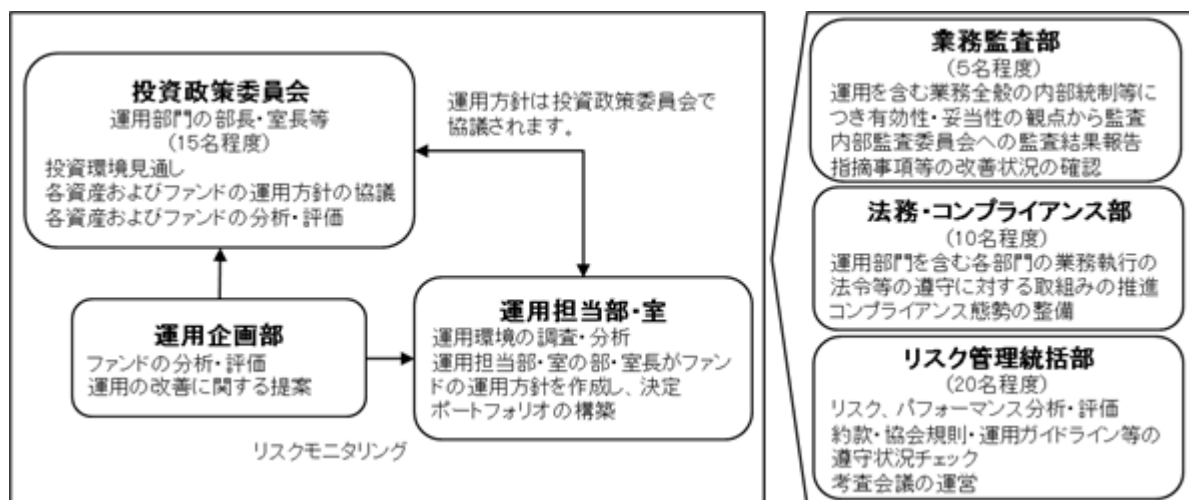 投資政策委員会
運用部門の部長・室長等
(15名程度)
投資環境見通し
各資産およびファンドの運用方針の協議
各資産およびファンドの分析・評価
運用方針は投資政策委員会で
協議されます。
運用企画部
ファンドの分析・評価
運用の改善に関する提案
運用担当部・室
運用環境の調査・分析
運用担当部・室の部・室長がファン
ドの運用方針を作成し、決定
ポートフォリオの構築
リスクモニタリング
業務監査部
(5名程度)
運用を含む業務全般の内部統制等に
つき有効性・妥当性の観点から監査
内部監査委員会への監査結果報告
指摘事項等の改善状況の確認
法務・コンプライアンス部
(10名程度)
運用部門を含む各部門の業務執行の
法令等の遵守に対する取組みの推進
コンプライアンス態勢の整備
リスク管理統括部
(20名程度)
リスク、パフォーマンス分析・評価
約款・協会規則・運用ガイドライン等の
遵守状況チェック
考査会議の運営